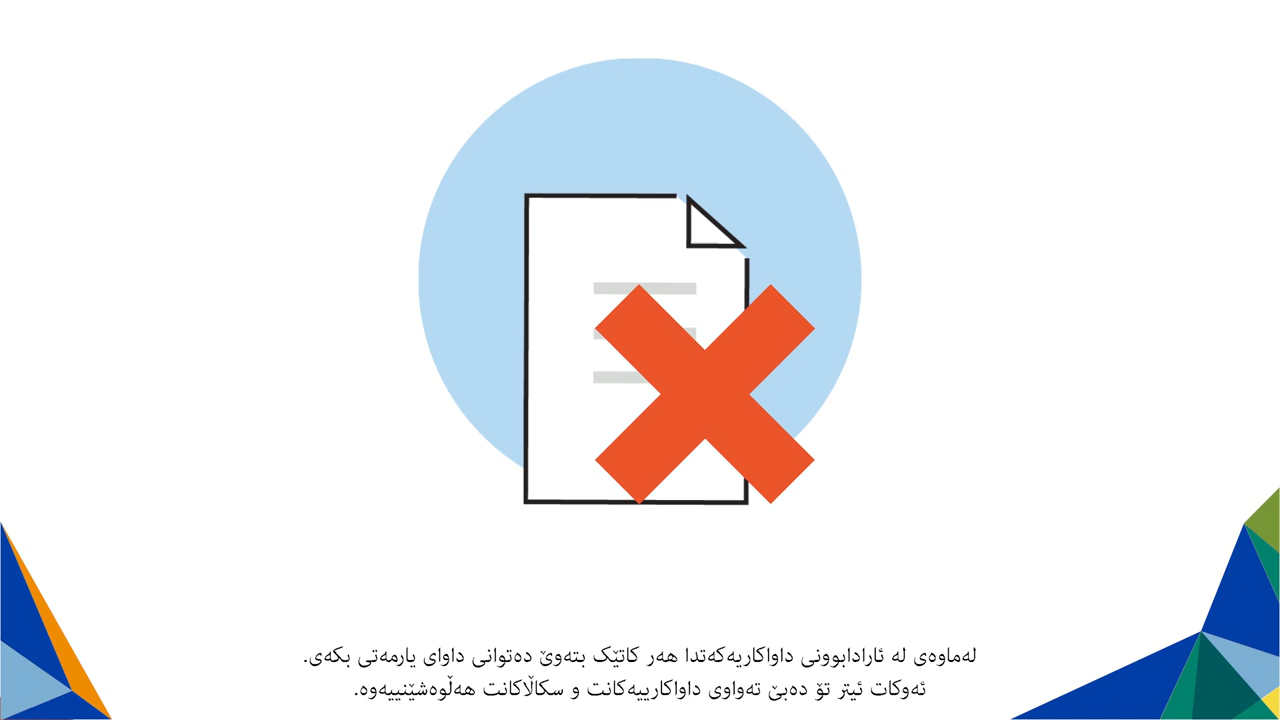 لەماوەی لە ئارادابوونی داواکاریەکەتدا هەر کاتێک بتەوێ دەتوانی داوای یارمەتی بکەی.
ئەوکات ئیتر تۆ دەبێ تەواوی داواکارییەکانت و سکاڵاکانت هەڵوەشێنییەوە.